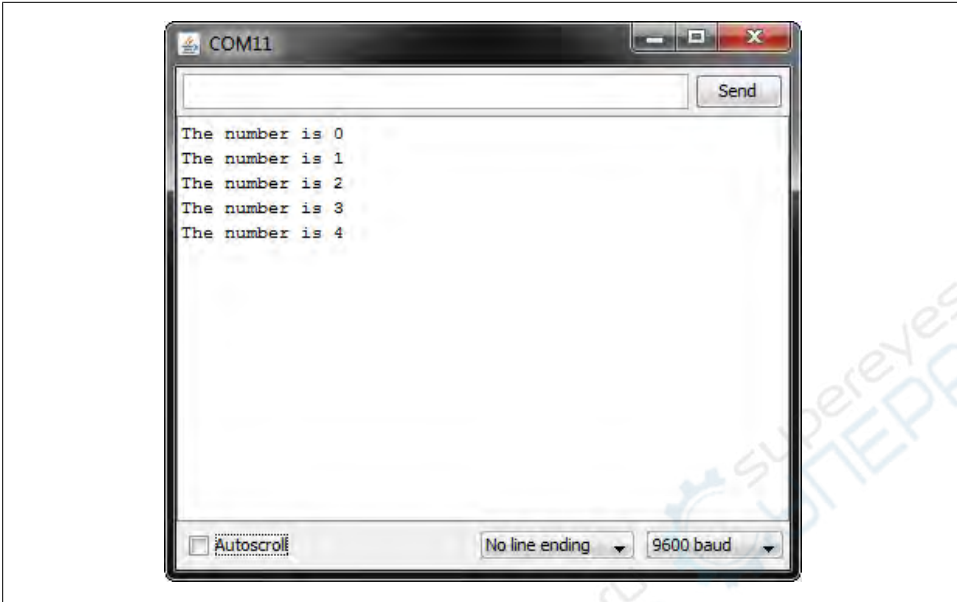 COM11
Send
The number is 0
The number is 1
The number is 2
The number is 3
The number is 4
Autoscroll
No line ending
9600 baud
supereyes